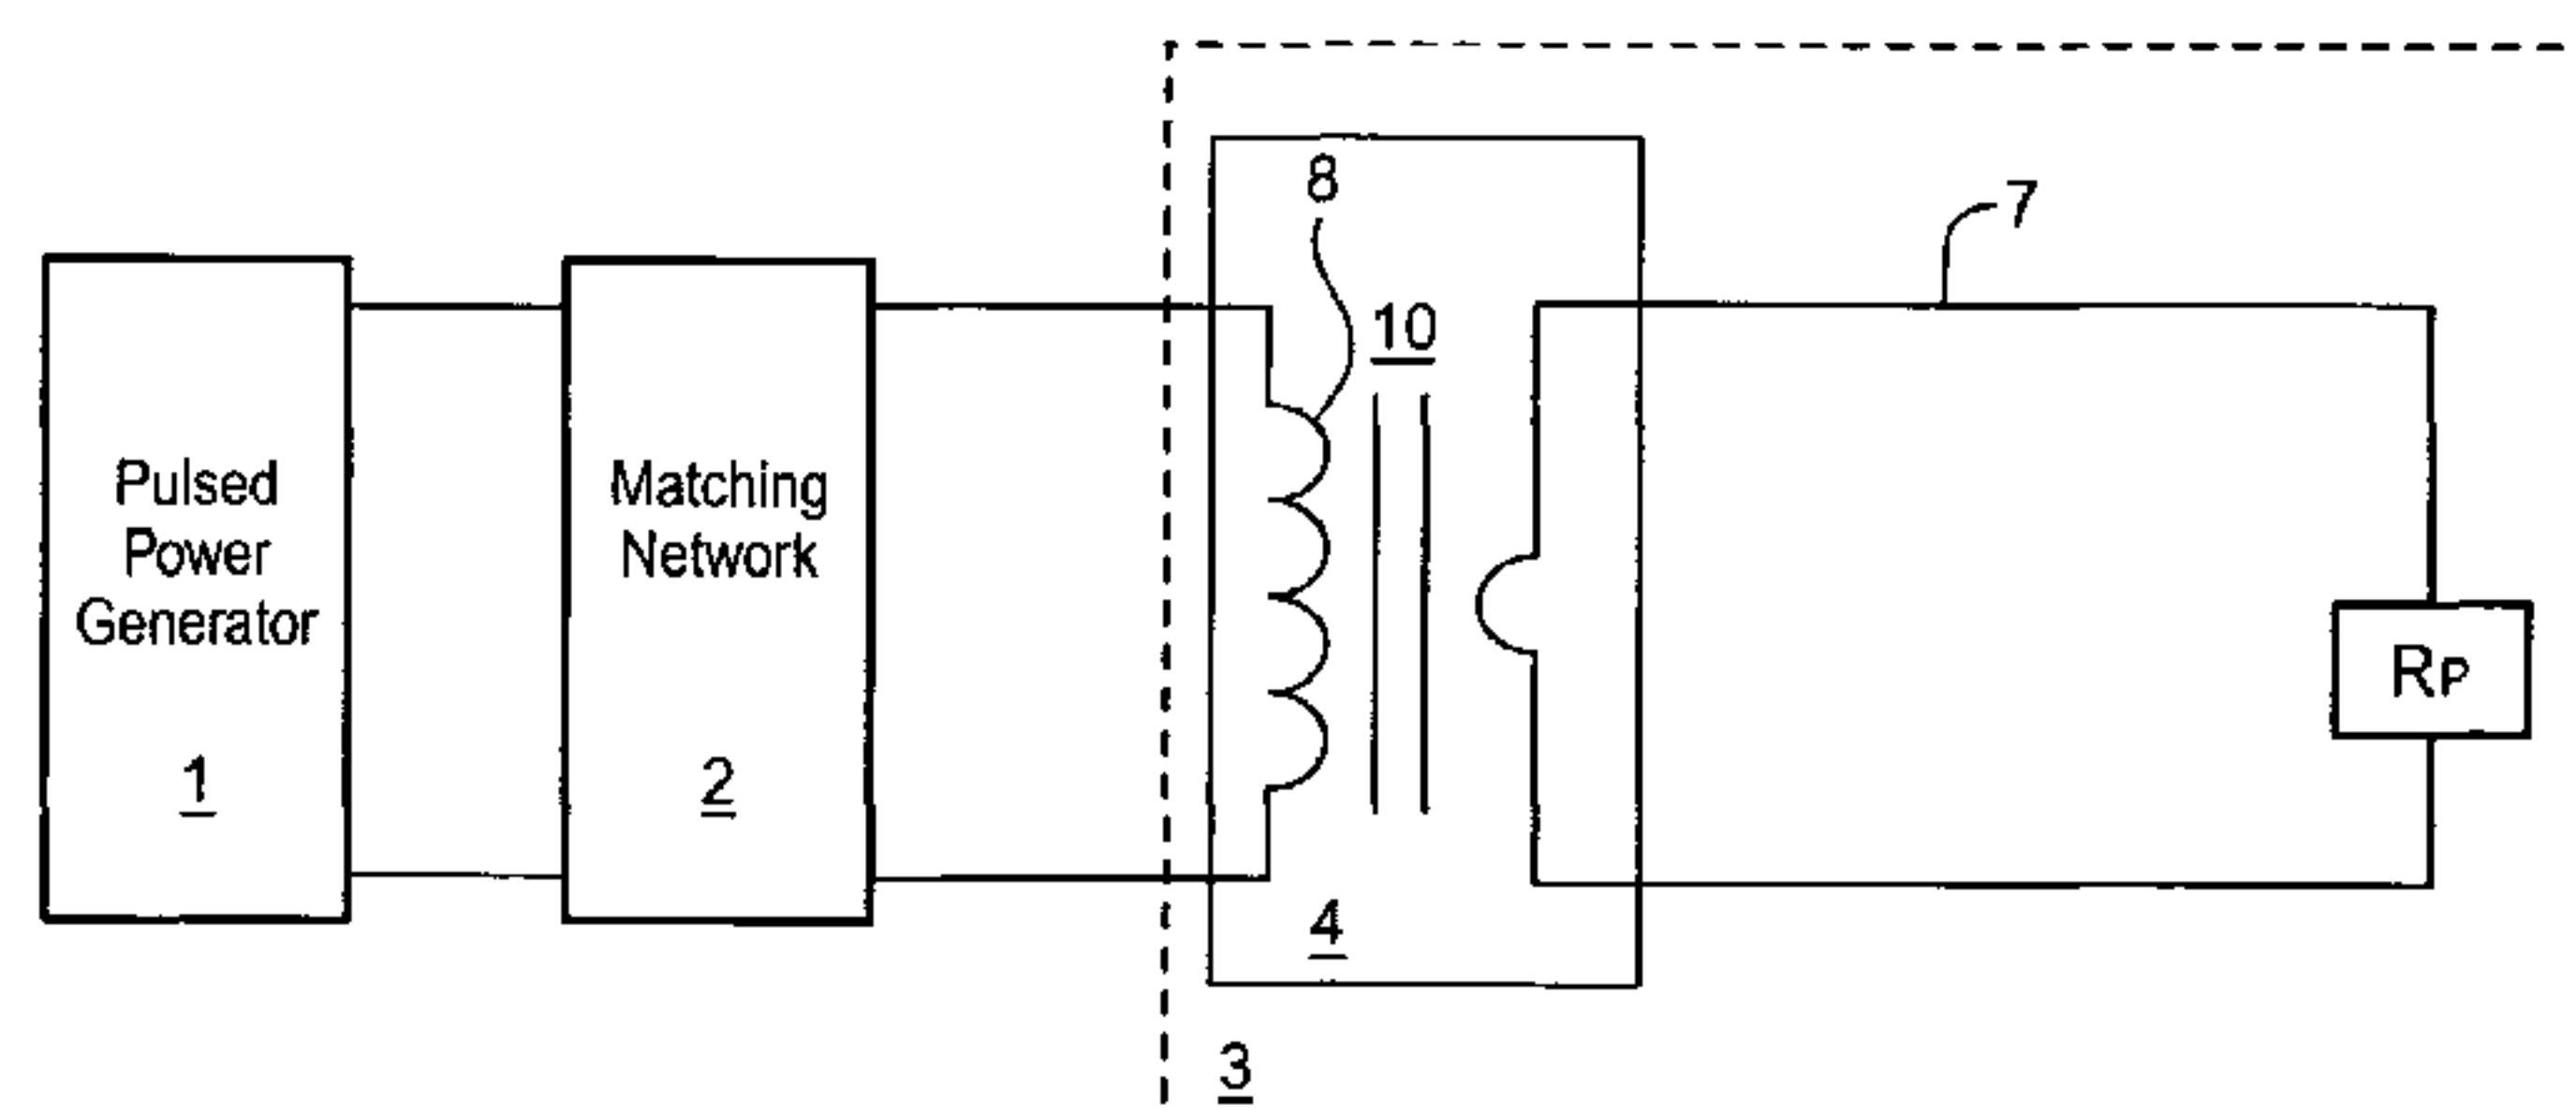 Pulsed
Power
Generator
1
Matching
Network
2
8
10
4
3
7
RP